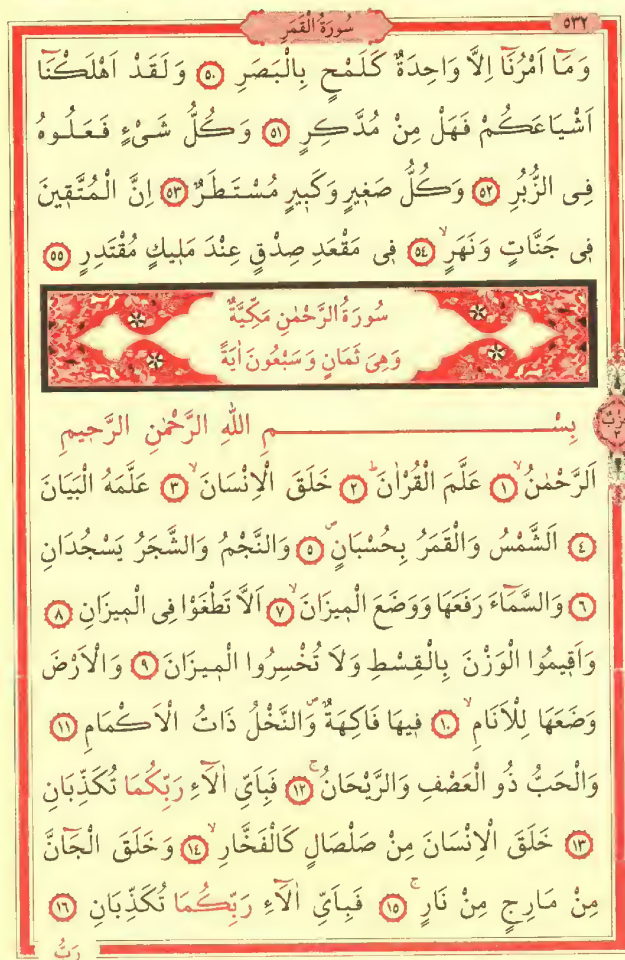 سُورَةُ الْقَمَرِ
٥٣٢
وَمَٓا اَمْرُنَٓا اِلَّا وَاحِدَةٌ كَلَمْحٍ بِالْبَصَرِ ٥٠ وَلَقَدْ اَهْلَكْنَٓا
اَشْيَاعَكُمْ فَهَلْ مِنْ مُدَّكِرٍ ٥١ وَكُلُّ شَىْءٍ فَعَلُوهُ
فِى الزُّبُرِ ٥٢ وَكُلُّ صَغٖيرٍ وَكَبٖيرٍ مُسْتَطَرٌ ٥٣ اِنَّ الْمُتَّقٖينَ
فٖى جَنَّاتٍ وَنَهَرٍۙ ٥٤ فٖى مَقْعَدِ صِدْقٍ عِنْدَ مَلٖيكٍ مُقْتَدِرٍ ٥٥
سُورَةُ الرَّحْمٰنِ مَكِّيَّةٌ
وَهِىَ ثَمَانٍ وَسَبْعُونَ اٰيَةً
بِسْمِ اللّٰهِ الرَّحْمٰنِ الرَّحٖيمِ
حِزْبٌ
٢
اَلرَّحْمٰنُۙ ١ عَلَّمَ الْقُرْاٰنَۜ ٢ خَلَقَ الْاِنْسَانَۙ ٣ عَلَّمَهُ الْبَيَانَ
٤ اَلشَّمْسُ وَالْقَمَرُ بِحُسْبَانٍۖ ٥ وَالنَّجْمُ وَالشَّجَرُ يَسْجُدَانِ
٦ وَالسَّمَٓاءَ رَفَعَهَا وَوَضَعَ الْمٖيزَانَۙ ٧ اَلَّا تَطْغَوْا فِى الْمٖيزَانِ ٨
وَاَقٖيمُوا الْوَزْنَ بِالْقِسْطِ وَلَا تُخْسِرُوا الْمٖيزَانَ ٩ وَالْاَرْضَ
وَضَعَهَا لِلْاَنَامِۙ ١٠ فٖيهَا فَاكِهَةٌۖ وَالنَّخْلُ ذَاتُ الْاَكْمَامِ ١١
وَالْحَبُّ ذُو الْعَصْفِ وَالرَّيْحَانُۚ ١٢ فَبِاَىِّ اٰلَٓاءِ رَبِّكُمَا تُكَذِّبَانِ
١٣ خَلَقَ الْاِنْسَانَ مِنْ صَلْصَالٍ كَالْفَخَّارِۙ ١٤ وَخَلَقَ الْجَٓانَّ
مِنْ مَارِجٍ مِنْ نَارٍۚ ١٥ فَبِاَىِّ اٰلَٓاءِ رَبِّكُمَا تُكَذِّبَانِ ١٦
رَبُّ